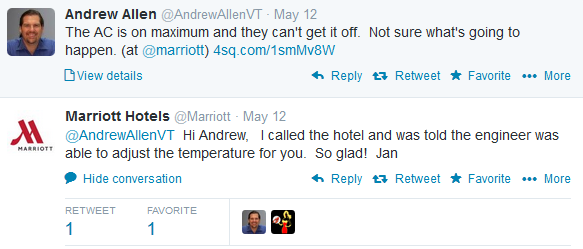 Andrew Allen @AndrewAllenVT · May 12
The AC is on maximum and they can't get it off.  Not sure what's going to
happen. (at @marriott) 4sq.com/1smMv8W
View details Reply Retweet Favorite More
Marriott Hotels @Marriott · May 12
@AndrewAllenVT  Hi Andrew,   I called the hotel and was told the engineer was
able to adjust the temperature for you.  So glad!  Jan
MARRIOTT
Hide conversation Reply Retweet Favorite More
RETWEET FAVORITE
1 1